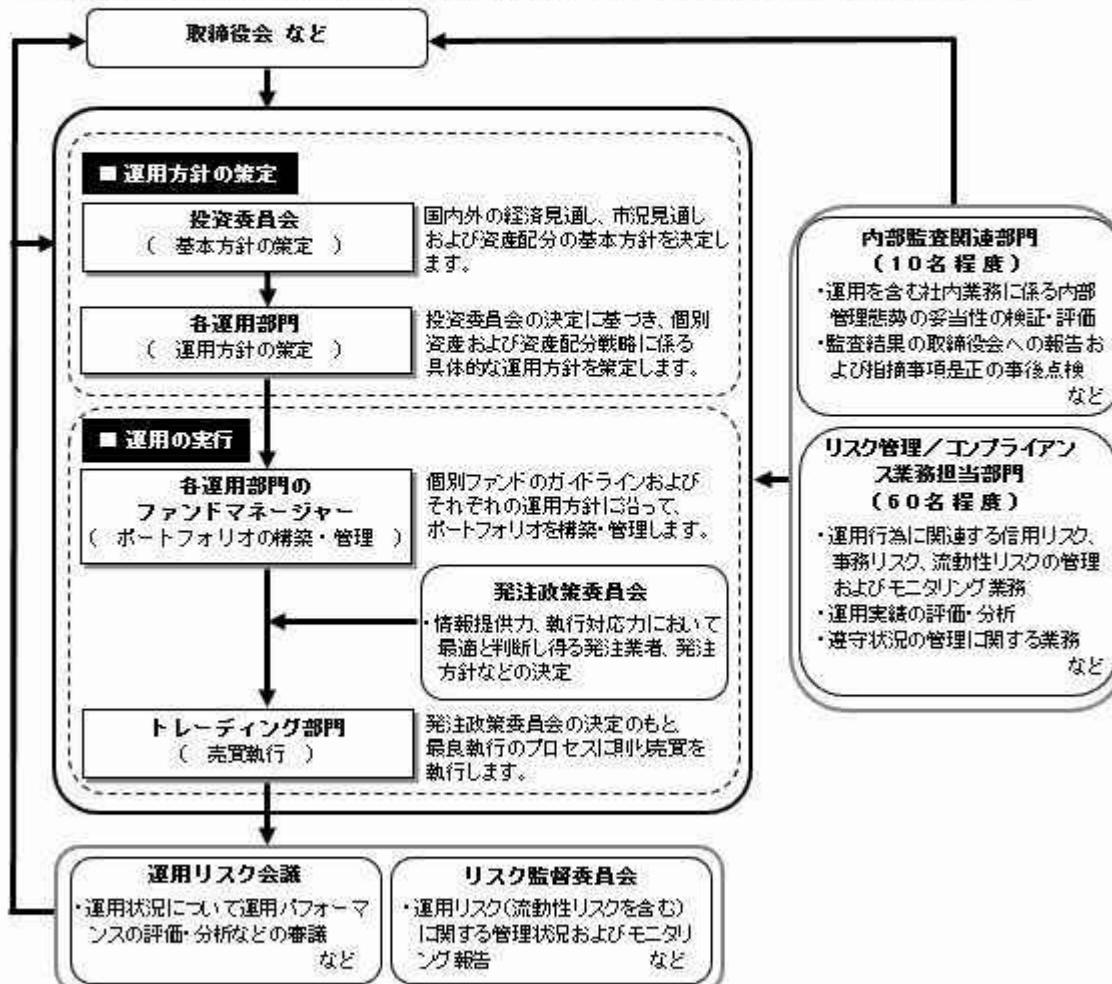 取締役会 など
■ 運用方針の策定
投資委員会
( 基本方針の策定 )
国内外の経済見通し、市況見通し
および資産配分の基本方針を決定し
ます。
各運用部門
( 運用方針の策定 )
投資委員会の決定に基づき、個別
資産および資産配分戦略に係る
具体的な運用方針を策定します。
■ 運用の実行
各運用部門の
ファンドマネージャー
( ポートフォリオの構築・管理 )
個別ファンドのガイドラインおよび
それぞれの運用方針に沿って、
ポートフォリオを構築・管理します。
発注政策委員会
・情報提供力、執行対応力において
最適と判断し得る発注業者、発注
方針などの決定
トレーディング部門
( 売買執行 )
発注政策委員会の決定のもと、
最良執行のプロセスに則り売買を
執行します。
内部監査関連部門
(10名程度)
・運用を含む社内業務に係る内部
管理態勢の妥当性の検証・評価
・監査結果の取締役会への報告お
よび指摘事項是正の事後点検
など
リスク管理／コンプライアン
ス業務担当部門
(60名程度)
・運用行為に関連する信用リスク、
事務リスク、流動性リスクの管理
およびモニタリング業務
・運用実績の評価・分析
・遵守状況の管理に関する業務
など
運用リスク会議
・運用状況について運用パフォーマ
ンスの評価・分析などの審議
など
リスク監督委員会
・運用リスク(流動性リスクを含む)
に関する管理状況およびモニタリ
ング報告 など